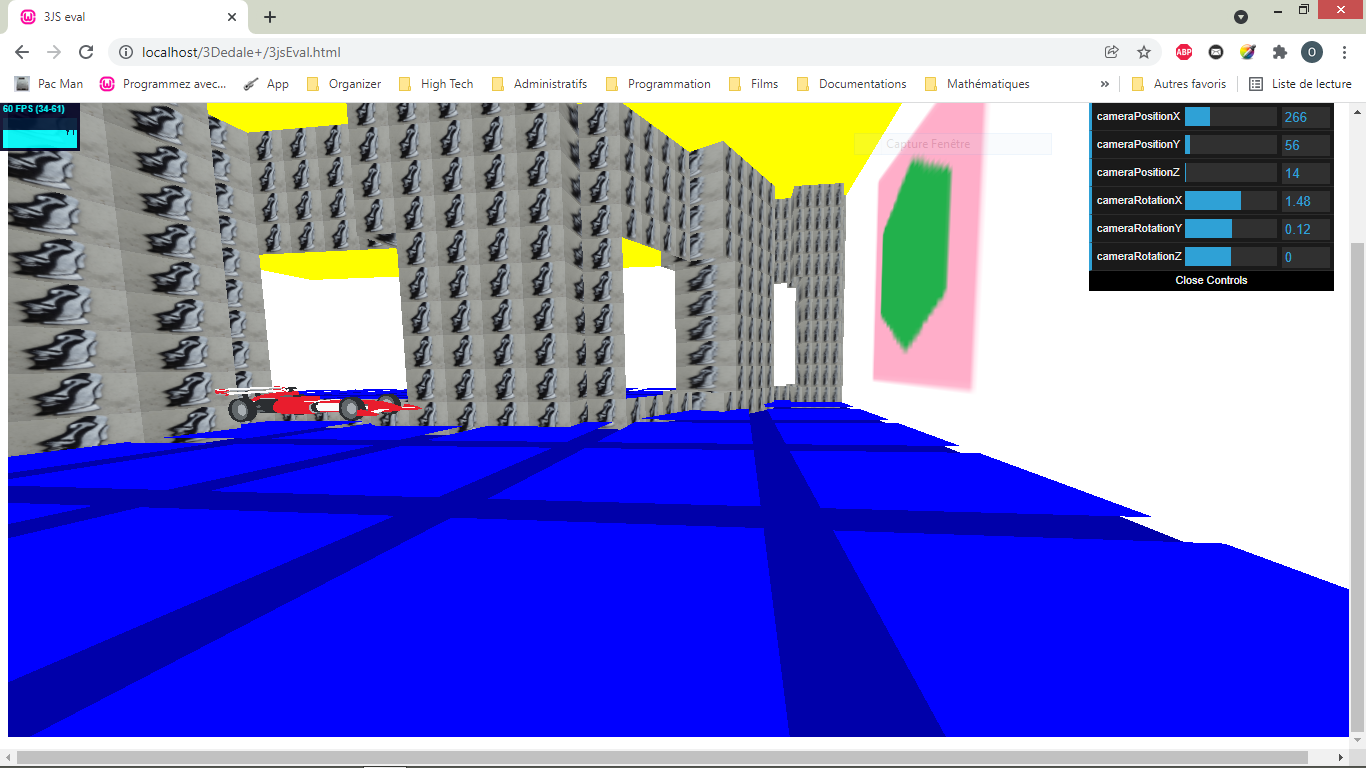 3JS eval
localhost/3Dedale+/3jsEval.html
ABP
O
Pac Man
Programmez avec...
App
Organizer
High Tech
Administratifs
Programmation
Films
Documentations
Mathématiques
»
Autres favoris
Liste de lecture
60 FPS (34-61)
Capture Fenêtre
cameraPositionX 266
cameraPositionY 56
cameraPositionZ 14
cameraRotationX 1.48
cameraRotationY 0.12
cameraRotationZ 0
Close Controls